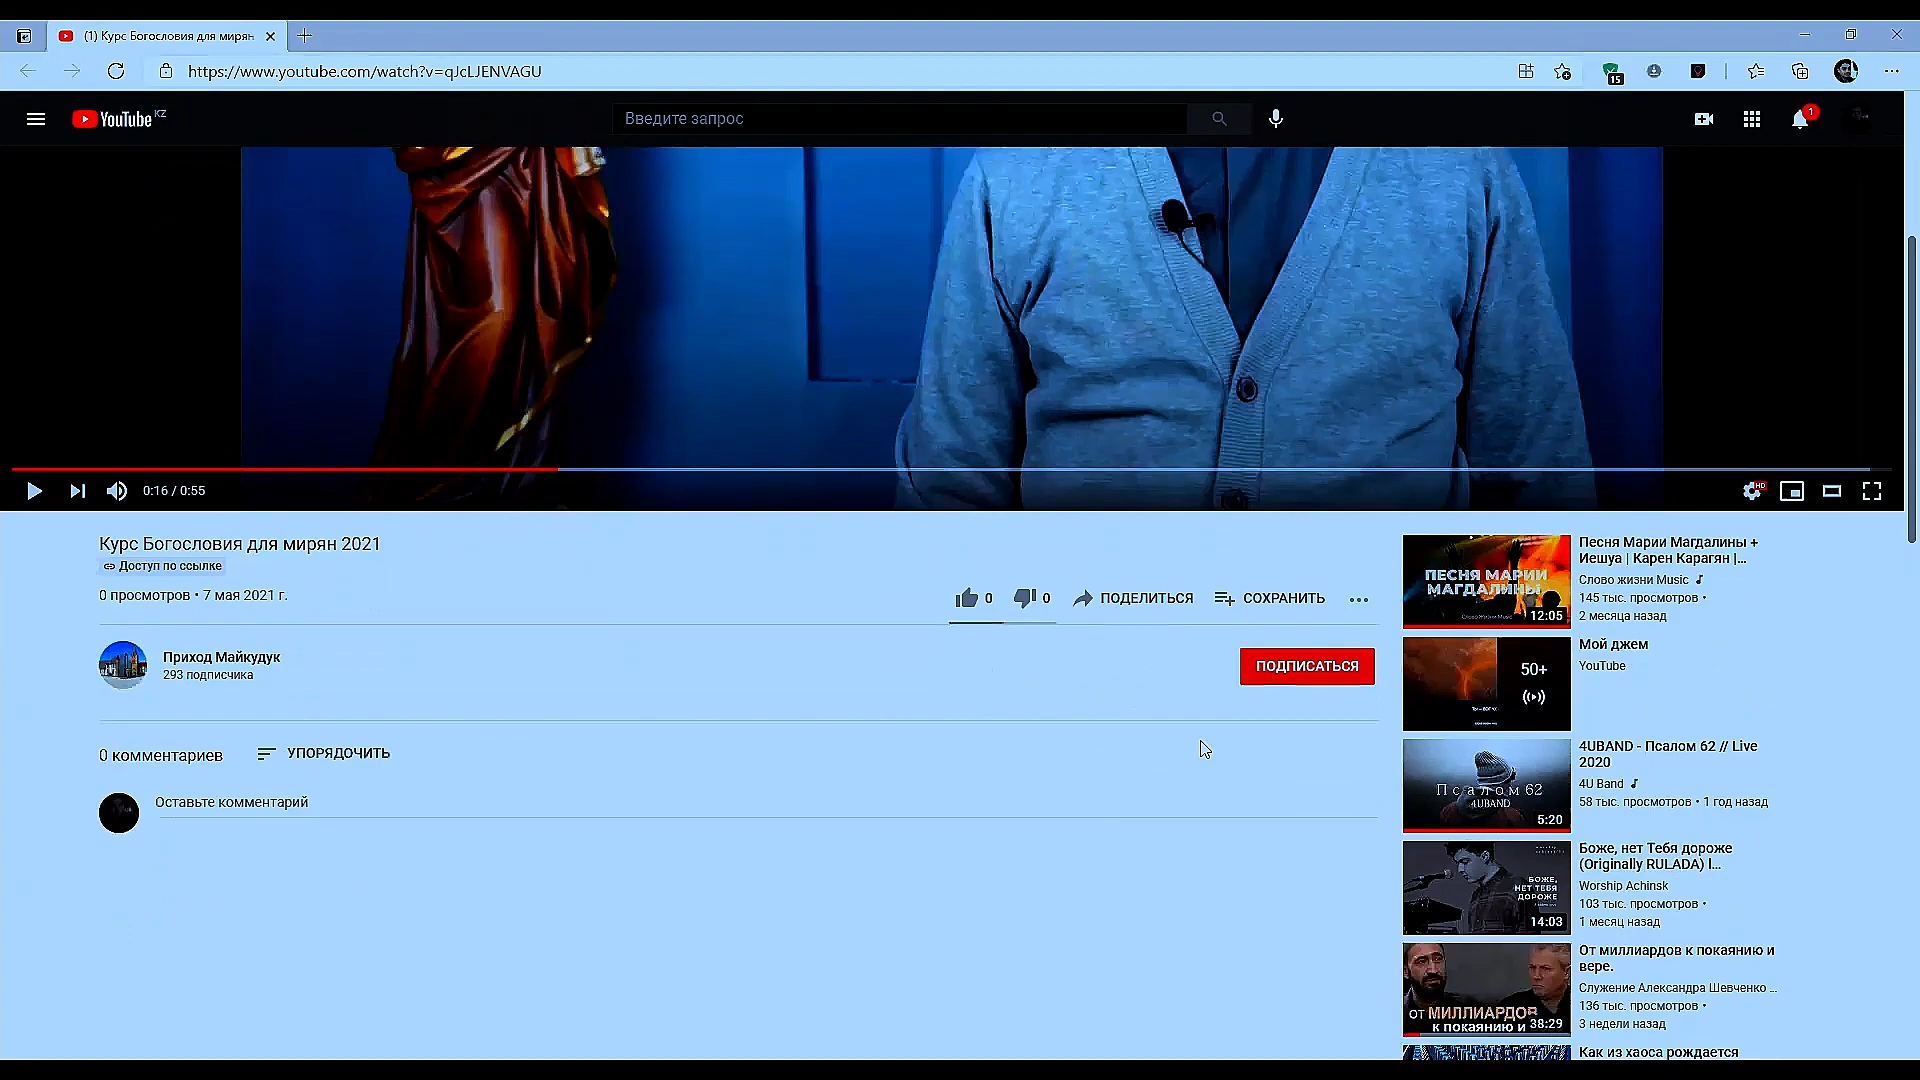 (1) Курс Богословия для мирян
https://www.youtube.com/watch?v=qJcLJENVAGU
15
YouTube KZ
Введите запрос
1
0:16 / 0:55
HD
Курс Богословия для мирян 2021
Доступ по ссылке
0 просмотров • 7 мая 2021 г.
0
0
ПОДЕЛИТЬСЯ
СОХРАНИТЬ
Приход Майкудук
293 подписчика
ПОДПИСАТЬСЯ
0 комментариев
УПОРЯДОЧИТЬ
Оставьте комментарий
ПЕСНЯ МАРИИ
МАГДАЛИНЫ
12:05
Песня Марии Магдалины +
Иешуа | Карен Карагян |...
Слово жизни Music
145 тыс. просмотров •
2 месяца назад
50+
Мой джем
YouTube
Псалом 62
4UBAND
5:20
4UBAND - Псалом 62 // Live
2020
4U Band
58 тыс. просмотров • 1 год назад
БОЖЕ,
НЕТ ТЕБЯ
ДОРОЖЕ
14:03
Боже, нет Тебя дороже
(Originally RULADA) l...
Worship Achinsk
103 тыс. просмотров •
1 месяц назад
ОТ МИЛЛИАРДОВ
К ПОКАЯНИЮ И
38:29
От миллиардов к покаянию и
вере.
Служение Александра Шевченко ...
136 тыс. просмотров •
3 недели назад
Как из хаоса рождается